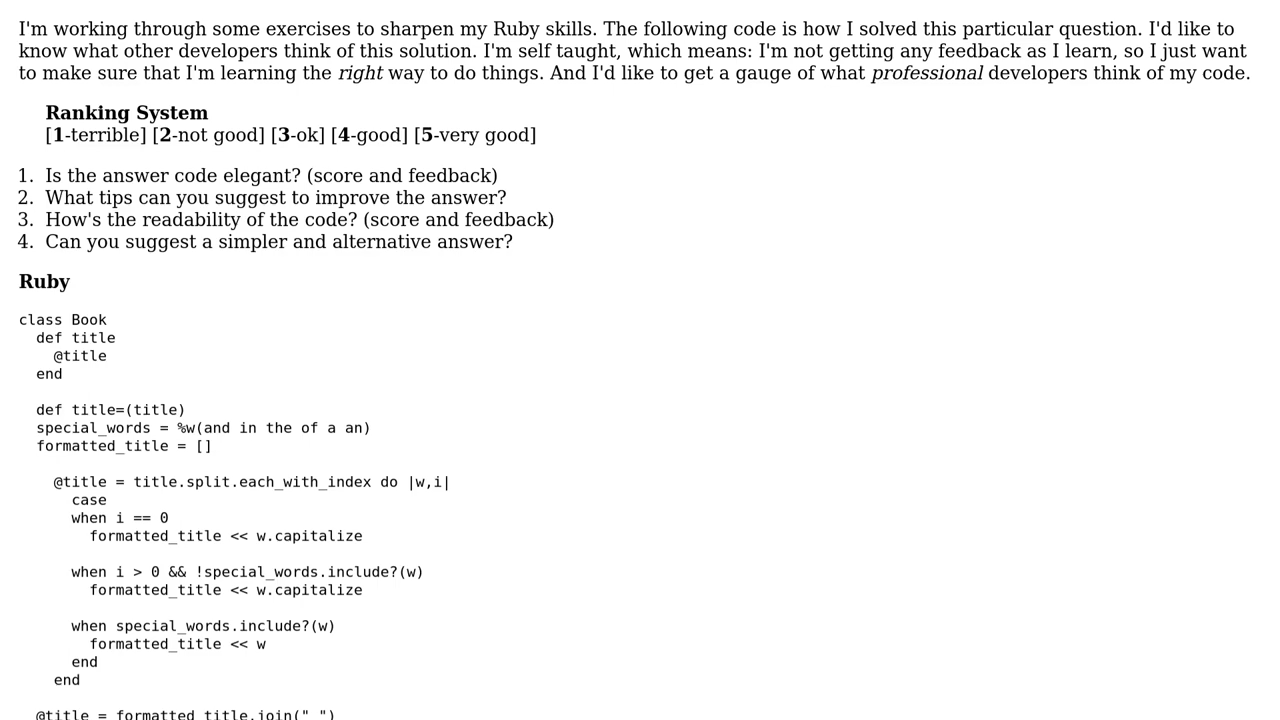 I'm working through some exercises to sharpen my Ruby skills. The following code is how I solved this particular question. I'd like to
know what other developers think of this solution. I'm self taught, which means: I'm not getting any feedback as I learn, so I just want
to make sure that I'm learning the right way to do things. And I'd like to get a gauge of what professional developers think of my code.
Ranking System
[1-terrible] [2-not good] [3-ok] [4-good] [5-very good]
1. Is the answer code elegant? (score and feedback)
2. What tips can you suggest to improve the answer?
3. How's the readability of the code? (score and feedback)
4. Can you suggest a simpler and alternative answer?
Ruby
class Book
  def title
    @title
  end
  def title=(title)
  special_words = %w(and in the of a an)
  formatted_title = []
    @title = title.split.each_with_index do |w,i|
      case
      when i == 0
        formatted_title << w.capitalize
      when i > 0 && !special_words.include?(w)
        formatted_title << w.capitalize
      when special_words.include?(w)
        formatted_title << w
      end
    end
  @title = formatted_title.join(" ")